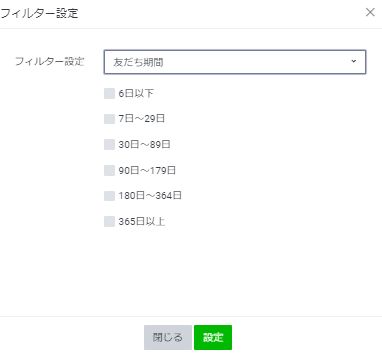 フィルター設定
フィルター設定 友だち期間
6日以下
7日〜29日
30日〜89日
90日〜179日
180日〜364日
365日以上
閉じる 設定